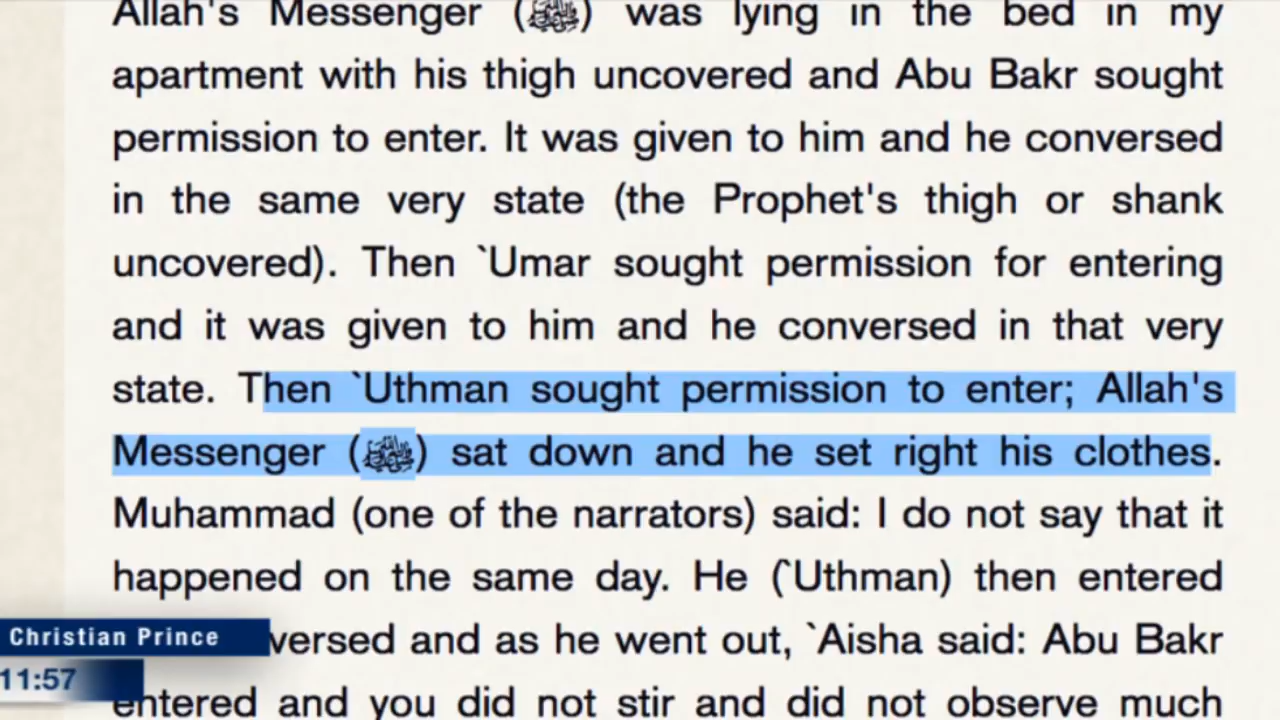 Allah's Messenger (ﷺ) was lying in the bed in my
apartment with his thigh uncovered and Abu Bakr sought
permission to enter. It was given to him and he conversed
in the same very state (the Prophet's thigh or shank
uncovered). Then `Umar sought permission for entering
and it was given to him and he conversed in that very
state. Then `Uthman sought permission to enter; Allah's
Messenger (ﷺ) sat down and he set right his clothes.
Muhammad (one of the narrators) said: I do not say that it
happened on the same day. He (`Uthman) then entered
versed and as he went out, `Aisha said: Abu Bakr
entered and you did not stir and did not observe much
Christian Prince
11:57